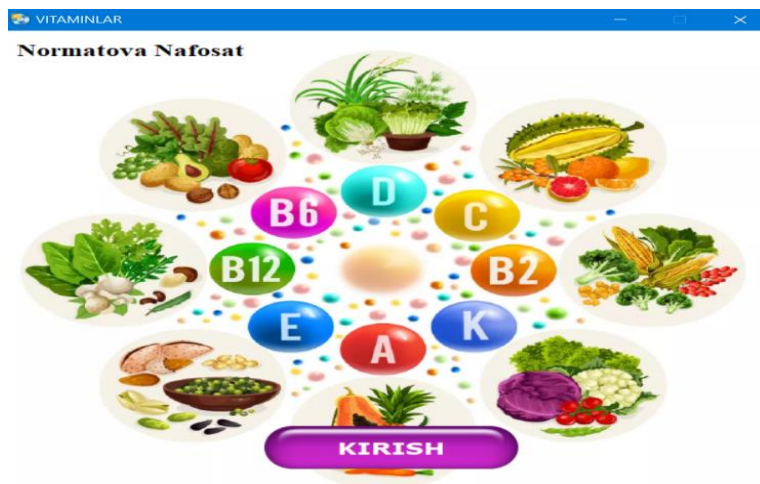 VITAMINLAR
Normatova Nafosat
D
B6
C
B12
B2
E
K
A
KIRISH